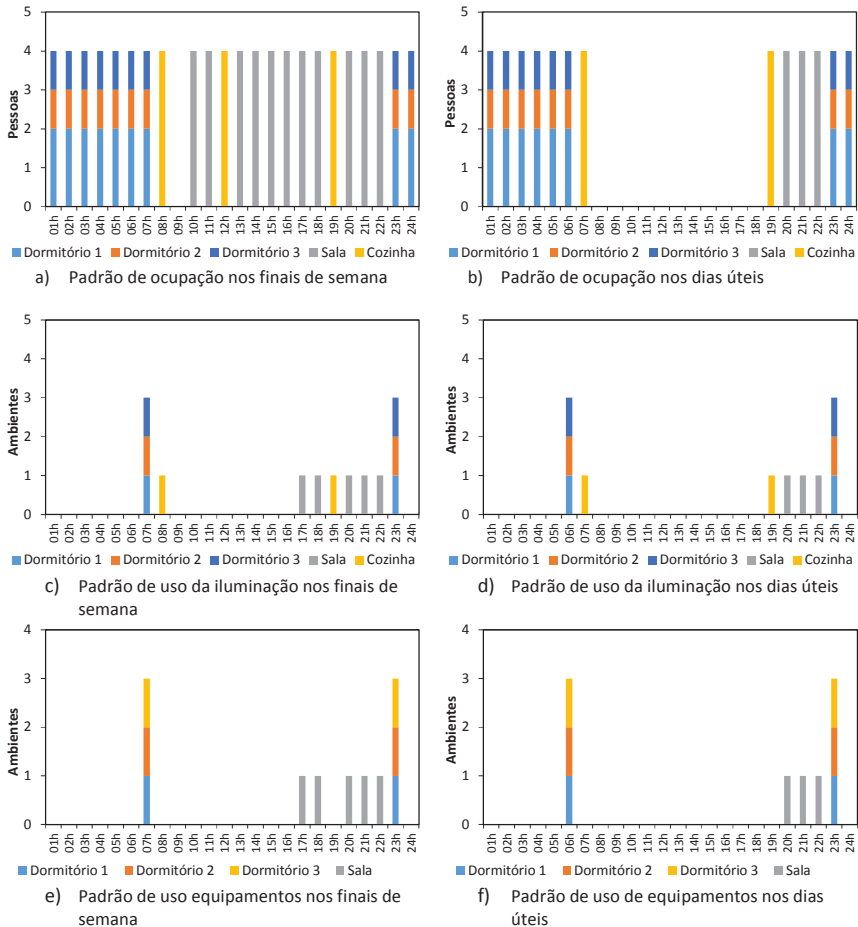 5
4
3
2
1
0
Pessoas
01h 02h 03h 04h 05h 06h 07h 08h 09h 10h 11h 12h 13h 14h 15h 16h 17h 18h 19h 20h 21h 22h 23h 24h
Dormitório 1 Dormitório 2 Dormitório 3 Sala Cozinha
a) Padrão de ocupação nos finais de semana
5
4
3
2
1
0
Pessoas
01h 02h 03h 04h 05h 06h 07h 08h 09h 10h 11h 12h 13h 14h 15h 16h 17h 18h 19h 20h 21h 22h 23h 24h
Dormitório 1 Dormitório 2 Dormitório 3 Sala Cozinha
b) Padrão de ocupação nos dias úteis
5
4
3
2
1
0
Ambientes
01h 02h 03h 04h 05h 06h 07h 08h 09h 10h 11h 12h 13h 14h 15h 16h 17h 18h 19h 20h 21h 22h 23h 24h
Dormitório 1 Dormitório 2 Dormitório 3 Sala Cozinha
c) Padrão de uso da iluminação nos finais de
semana
5
4
3
2
1
0
Ambientes
01h 02h 03h 04h 05h 06h 07h 08h 09h 10h 11h 12h 13h 14h 15h 16h 17h 18h 19h 20h 21h 22h 23h 24h
Dormitório 1 Dormitório 2 Dormitório 3 Sala Cozinha
d) Padrão de uso da iluminação nos dias úteis
4
3
2
1
0
Ambientes
01h 02h 03h 04h 05h 06h 07h 08h 09h 10h 11h 12h 13h 14h 15h 16h 17h 18h 19h 20h 21h 22h 23h 24h
Dormitório 1 Dormitório 2 Dormitório 3 Sala
e) Padrão de uso equipamentos nos finais de
semana
4
3
2
1
0
Ambientes
01h 02h 03h 04h 05h 06h 07h 08h 09h 10h 11h 12h 13h 14h 15h 16h 17h 18h 19h 20h 21h 22h 23h 24h
Dormitório 1 Dormitório 2 Dormitório 3 Sala
f) Padrão de uso de equipamentos nos dias
úteis